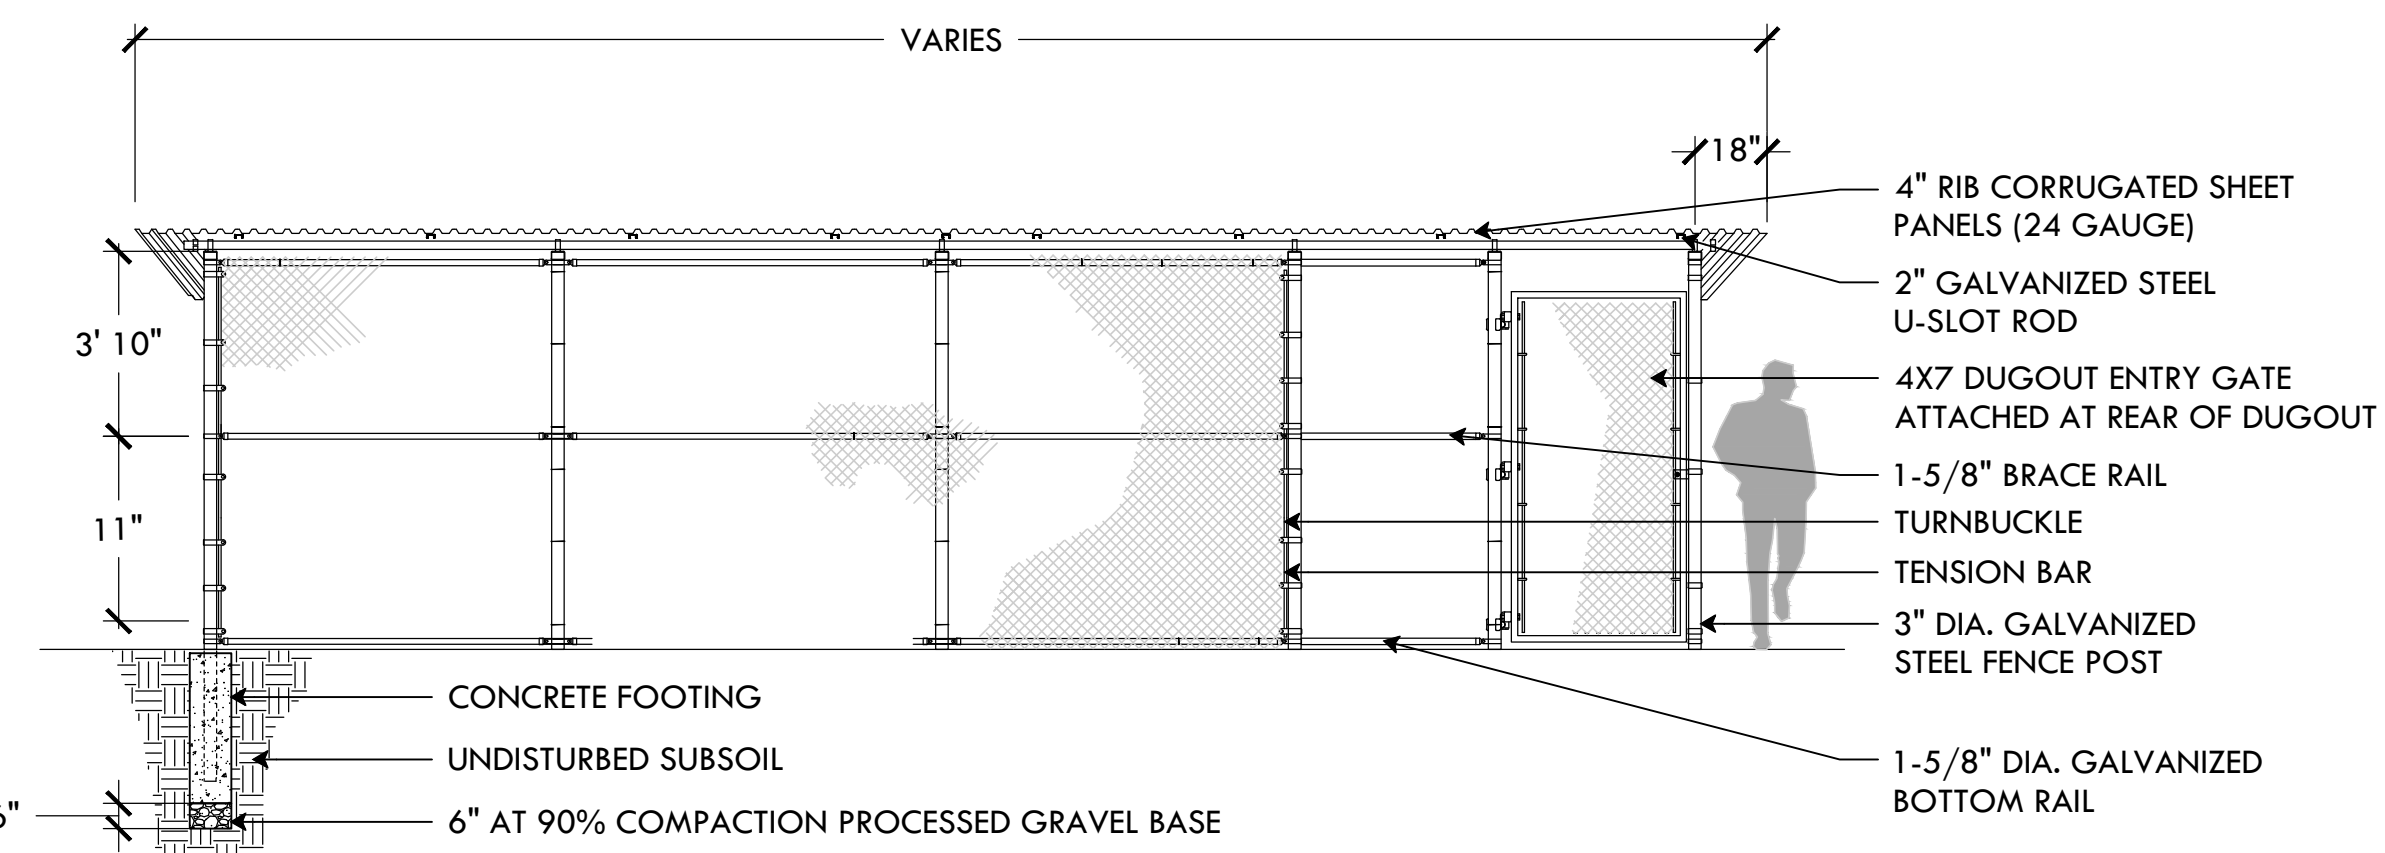 VARIES
18"
4" RIB CORRUGATED SHEET
PANELS (24 GAUGE)
2" GALVANIZED STEEL
U-SLOT ROD
3' 10"
4X7 DUGOUT ENTRY GATE
ATTACHED AT REAR OF DUGOUT
1-5/8" BRACE RAIL
11"
TURNBUCKLE
TENSION BAR
3" DIA. GALVANIZED
STEEL FENCE POST
CONCRETE FOOTING
UNDISTURBED SUBSOIL
1-5/8" DIA. GALVANIZED
BOTTOM RAIL
6" AT 90% COMPACTION PROCESSED GRAVEL BASE